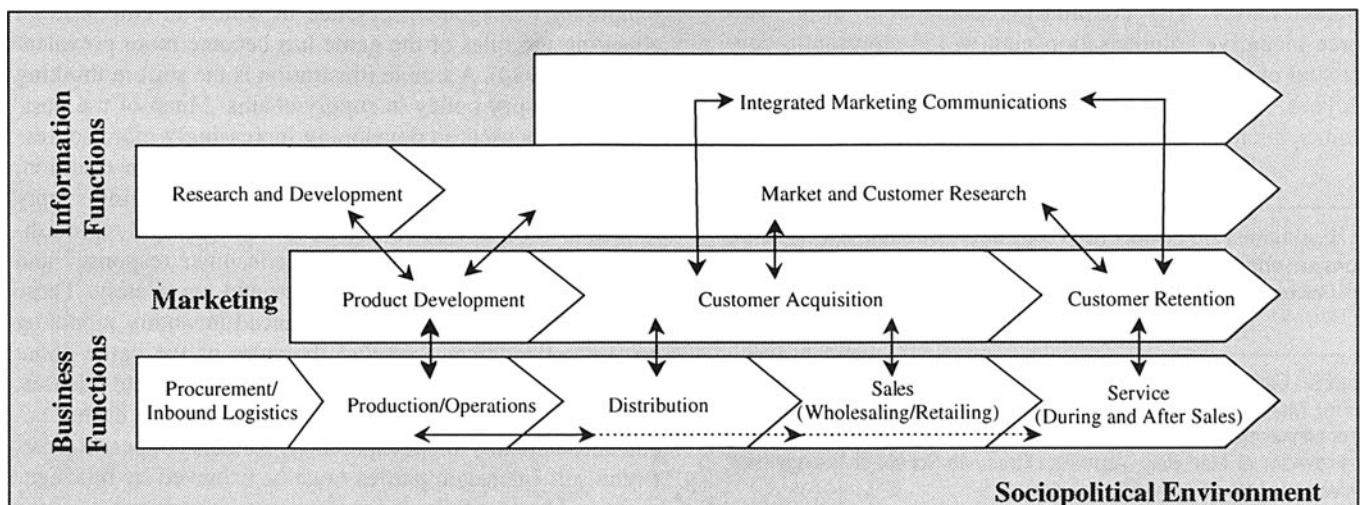 Integrated Marketing Communications
Information
Functions
Research and Development
Market and Customer Research
Marketing
Product Development
Customer Acquisition
Customer Retention
Business
Functions
Procurement/
Inbound Logistics
Production/Operations
Distribution
Sales
(Wholesaling/Retailing)
Service
(During and After Sales)
Sociopolitical Environment